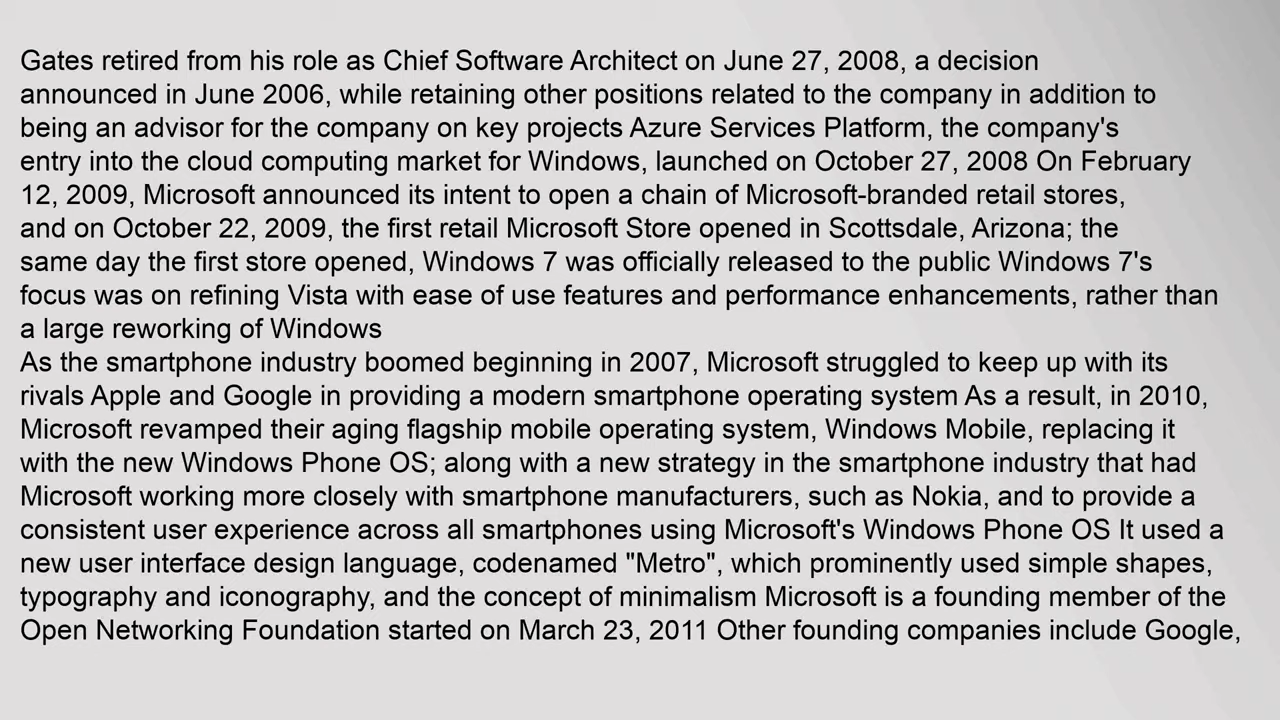 Gates retired from his role as Chief Software Architect on June 27, 2008, a decision
announced in June 2006, while retaining other positions related to the company in addition to
being an advisor for the company on key projects Azure Services Platform, the company's
entry into the cloud computing market for Windows, launched on October 27, 2008 On February
12, 2009, Microsoft announced its intent to open a chain of Microsoft-branded retail stores,
and on October 22, 2009, the first retail Microsoft Store opened in Scottsdale, Arizona; the
same day the first store opened, Windows 7 was officially released to the public Windows 7's
focus was on refining Vista with ease of use features and performance enhancements, rather than
a large reworking of Windows
As the smartphone industry boomed beginning in 2007, Microsoft struggled to keep up with its
rivals Apple and Google in providing a modern smartphone operating system As a result, in 2010,
Microsoft revamped their aging flagship mobile operating system, Windows Mobile, replacing it
with the new Windows Phone OS; along with a new strategy in the smartphone industry that had
Microsoft working more closely with smartphone manufacturers, such as Nokia, and to provide a
consistent user experience across all smartphones using Microsoft's Windows Phone OS It used a
new user interface design language, codenamed "Metro", which prominently used simple shapes,
typography and iconography, and the concept of minimalism Microsoft is a founding member of the
Open Networking Foundation started on March 23, 2011 Other founding companies include Google,